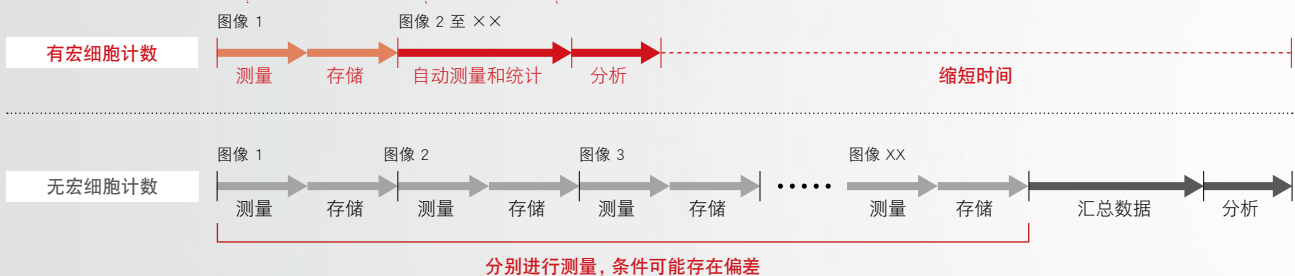 图像 1
图像 2 至 ××
有宏细胞计数
测量
存储
自动测量和统计
分析
缩短时间
图像 1
图像 2
图像 3
图像 XX
无宏细胞计数
测量
存储
测量
存储
测量
存储
•••••
测量
存储
汇总数据
分析
分别进行测量，条件可能存在偏差